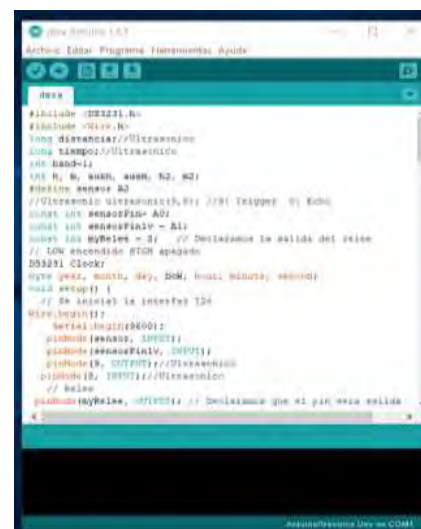 Archivo Editar Programa Herramientas Ayuda
#include <DS3231.h>
#include <Wire.h>
long distancia;//Ultrasonico
long tiempo;//Ultrasonico
int band=1;
#define sensor A2
//Ultrasonic ultrasonic(9,8); //9: Trigger 8: Echo
const int sensorPin= A0;
const int sensorPinlv = A1;
const int myRelee = 2; // Declaramos la salida del relee
// LOW encendido HIGH apagado
DS3231 Clock;
byte year, month, day, DoW, hour, minute, second;
void setup() {
// Se inicial la interfaz I2c
Wire.begin();
Serial.begin(9600);
pinMode(sensor, INPUT);
pinMode(sensorPinlv, INPUT);
pinMode(9, OUTPUT);//Ultrasonico
pinMode(8, INPUT);//Ultrasonico
// Relee
pinMode(myRelee, OUTPUT); // Declaramos que el pin sera salida